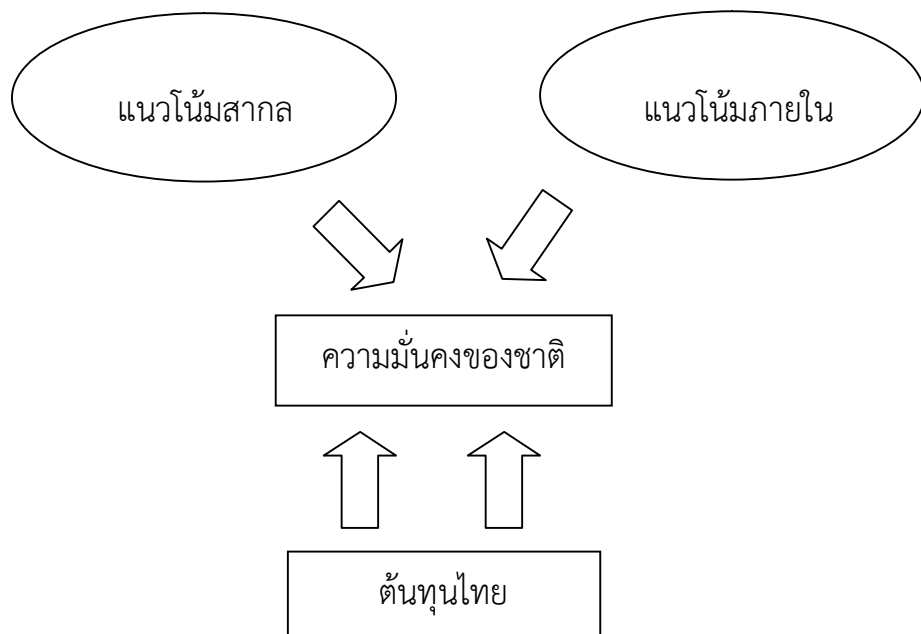 แนวโน้มสากล
แนวโน้มภายใน
ความมั่นคงของชาติ
ต้นทุนไทย